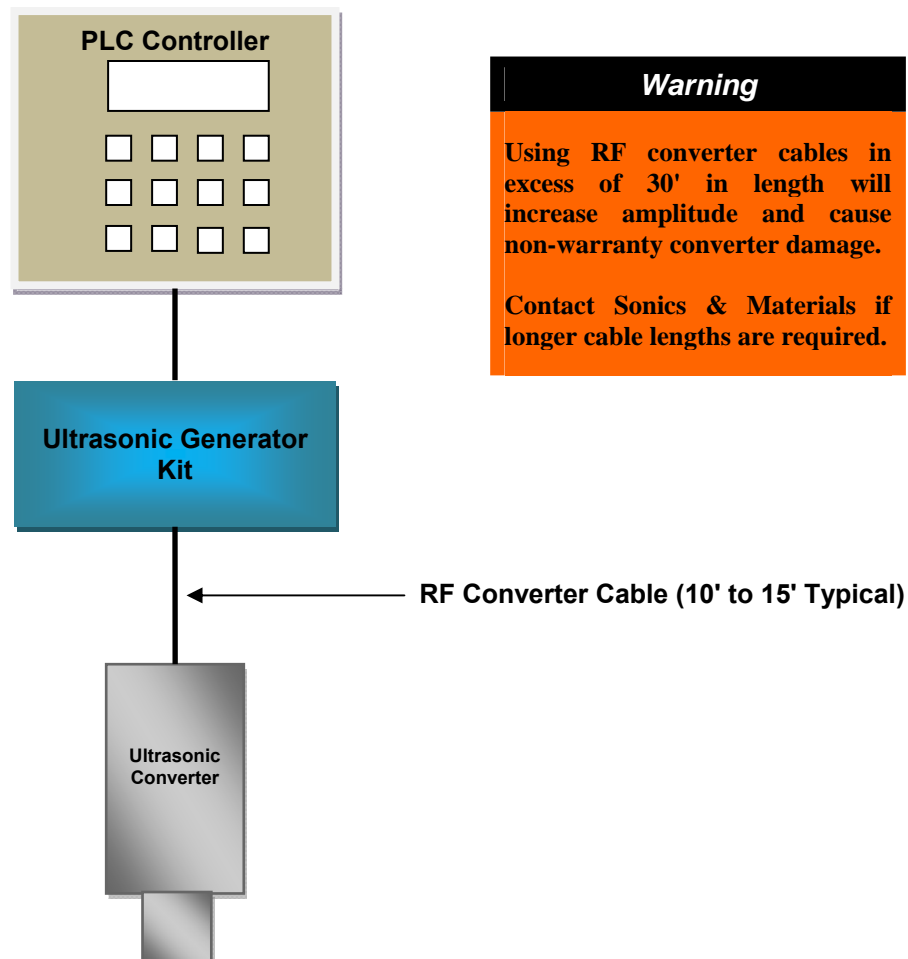 PLC Controller
Warning
Using RF converter cables in
excess of 30' in length will
increase amplitude and cause
non-warranty converter damage.
Contact Sonics & Materials if
longer cable lengths are required.
Ultrasonic Generator
Kit
RF Converter Cable (10' to 15' Typical)
Ultrasonic
Converter